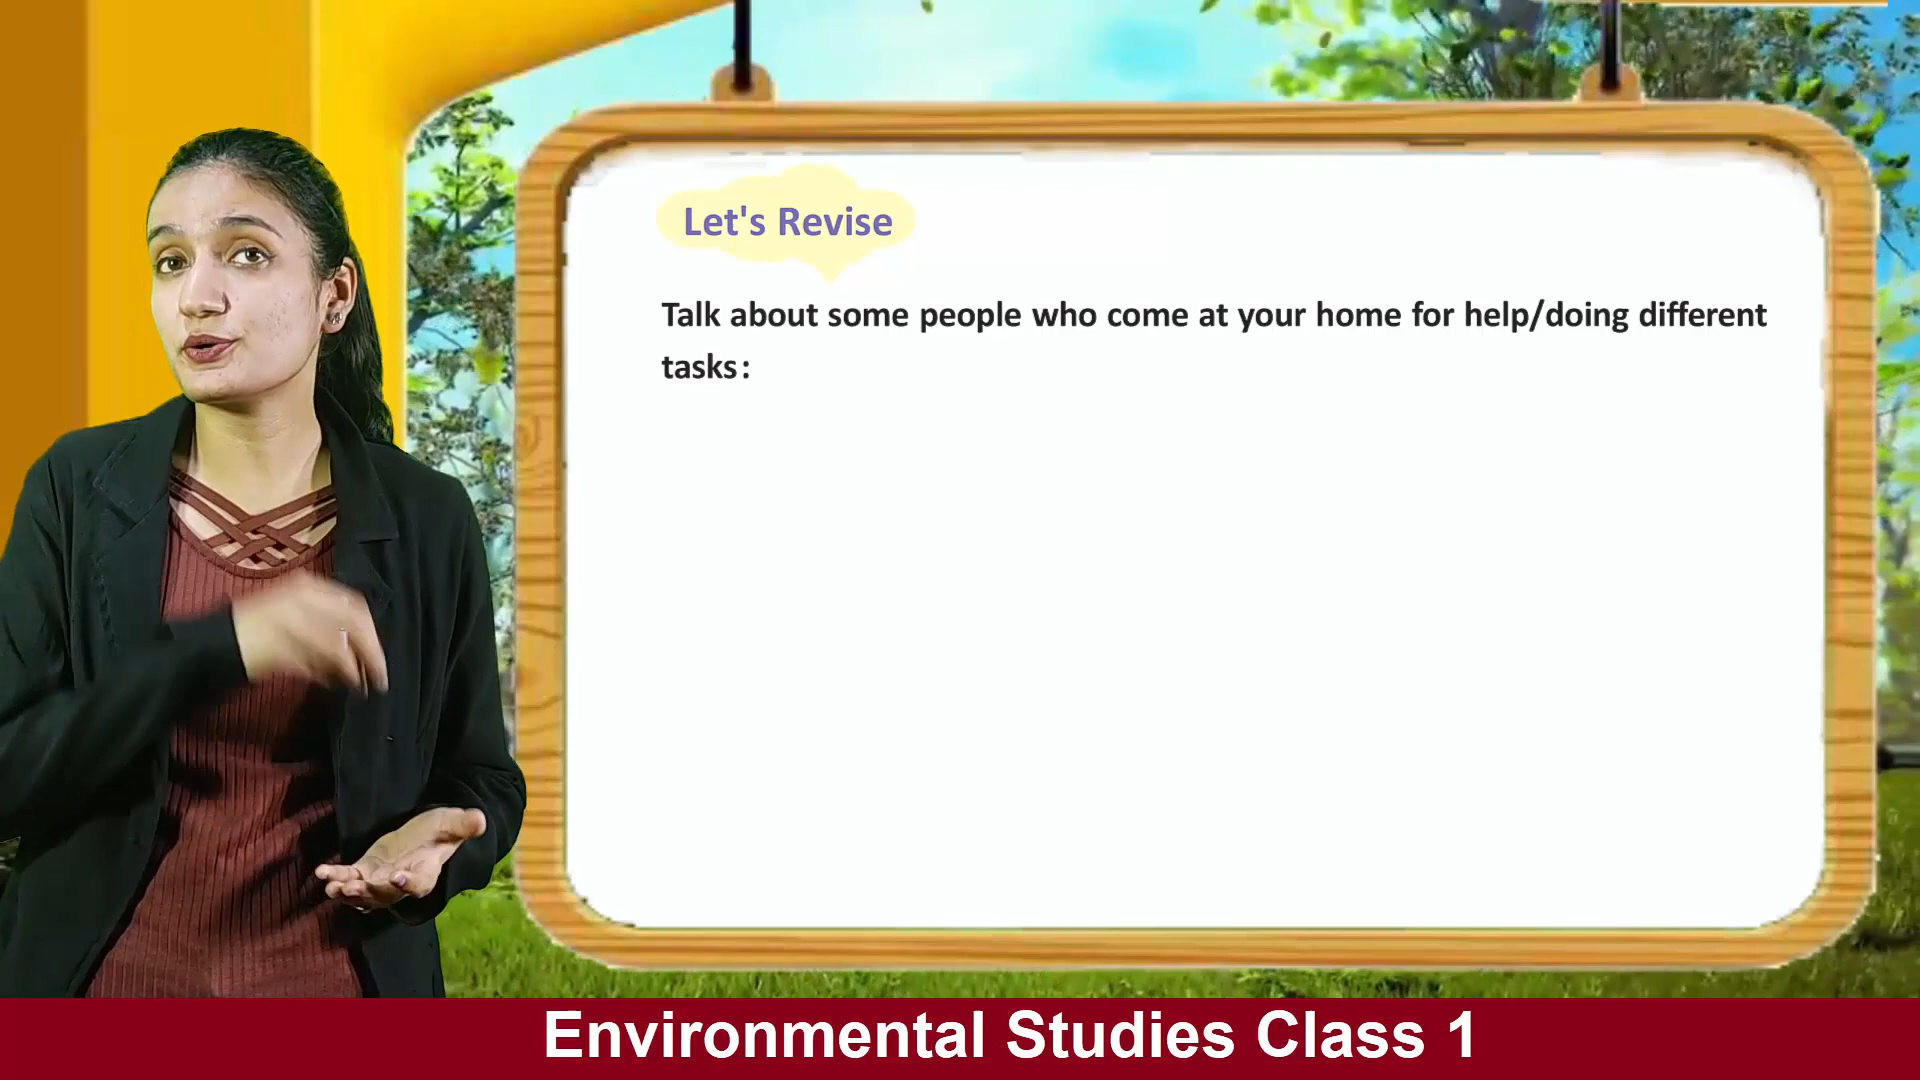 Let's Revise
Talk about some people who come at your home for help/doing different
tasks:
Environmental Studies Class 1